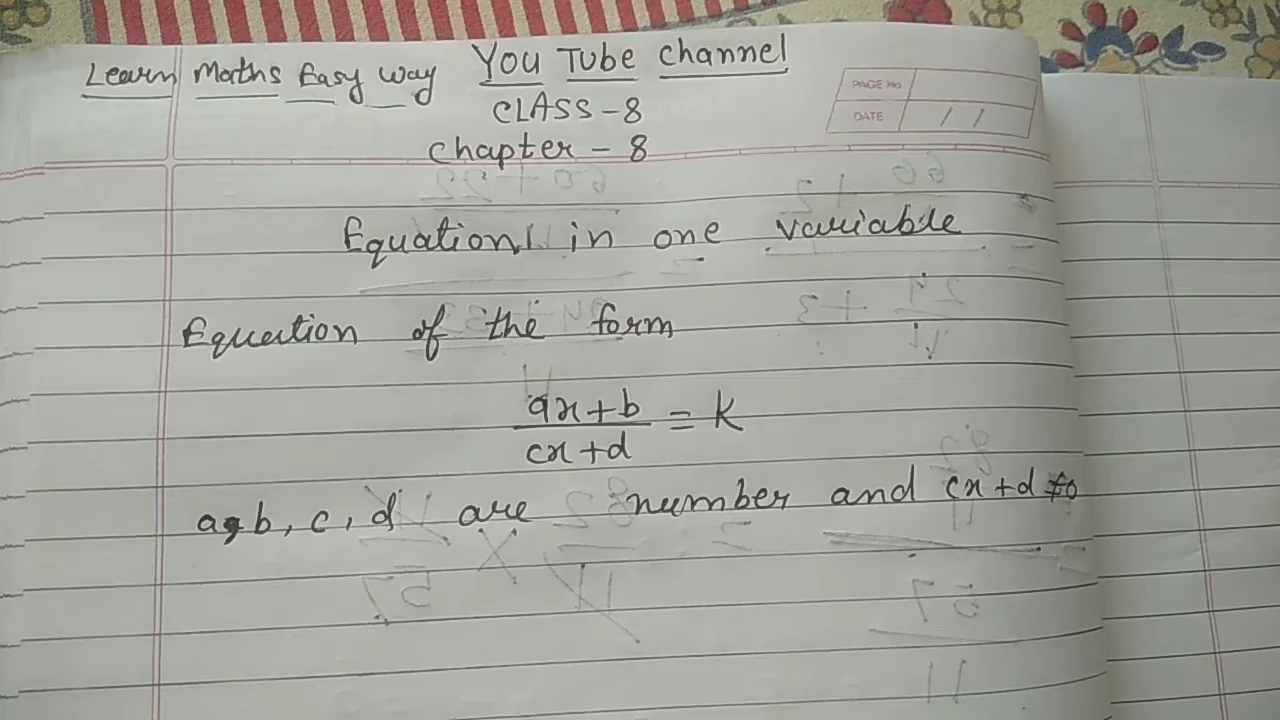 Learn Maths Easy Way You Tube Channel
CLASS-8
Chapter - 8
PAGE No.
DATE / /
Equation in one variable
Equation of the form
ax+b/cx+d = K
a,b, c, d are number and cx+d ≠0